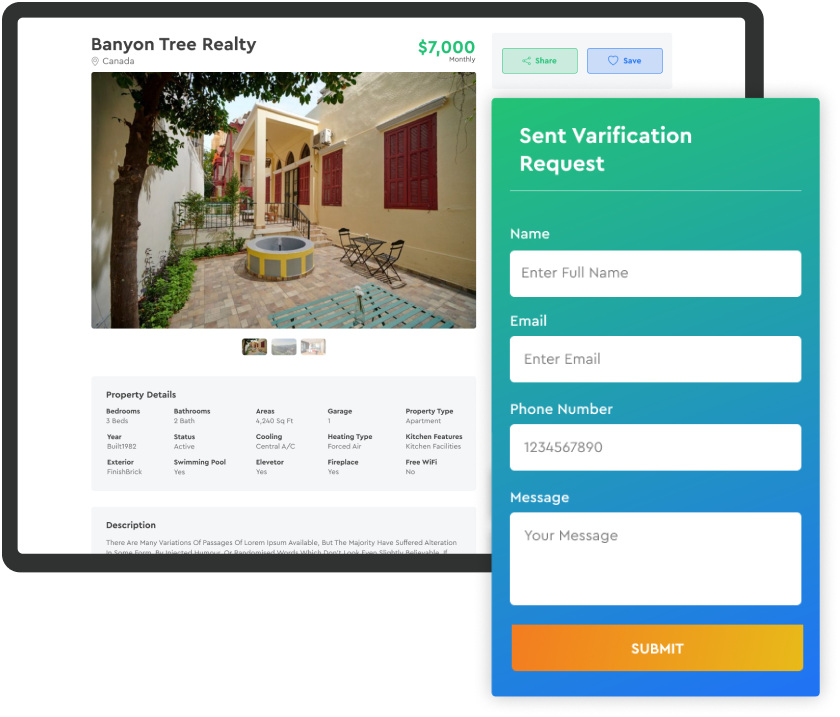 Banyon Tree Realty
Canada
$7,000
Monthly
Share
Save
Property Details
Bedrooms
3 Beds
Bathrooms
2 Bath
Areas
4,240 Sq Ft
Garage
1
Property Type
Apartment
Year
Built1982
Status
Active
Cooling
Central A/C
Heating Type
Forced Air
Kitchen Features
Kitchen Facilities
Exterior
FinishBrick
Swimming Pool
Yes
Elevetor
Yes
Fireplace
Yes
Free WiFi
No
Description
There Are Many Variations Of Passages Of Lorem Ipsum Available, But The Majority Have Suffered Alteration
In Some Form, By Injected Humour, Or Randomised Words Which Don't Look Even Slightly Believable. If
Sent Varification
Request
Name
Enter Full Name
Email
Enter Email
Phone Number
1234567890
Message
Your Message
SUBMIT